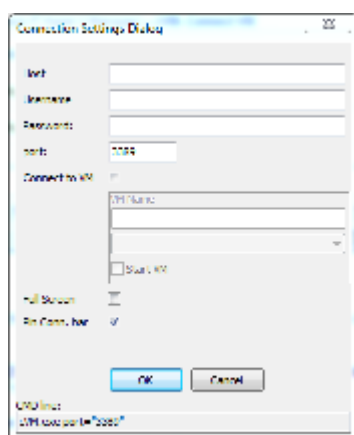 Connection Settings Dialog
Host
Username
Password:
port:
3389
Connect to VM
VM Name
Start VM
Full Screen
Pin Conn. bar
OK Cancel
CMD line: